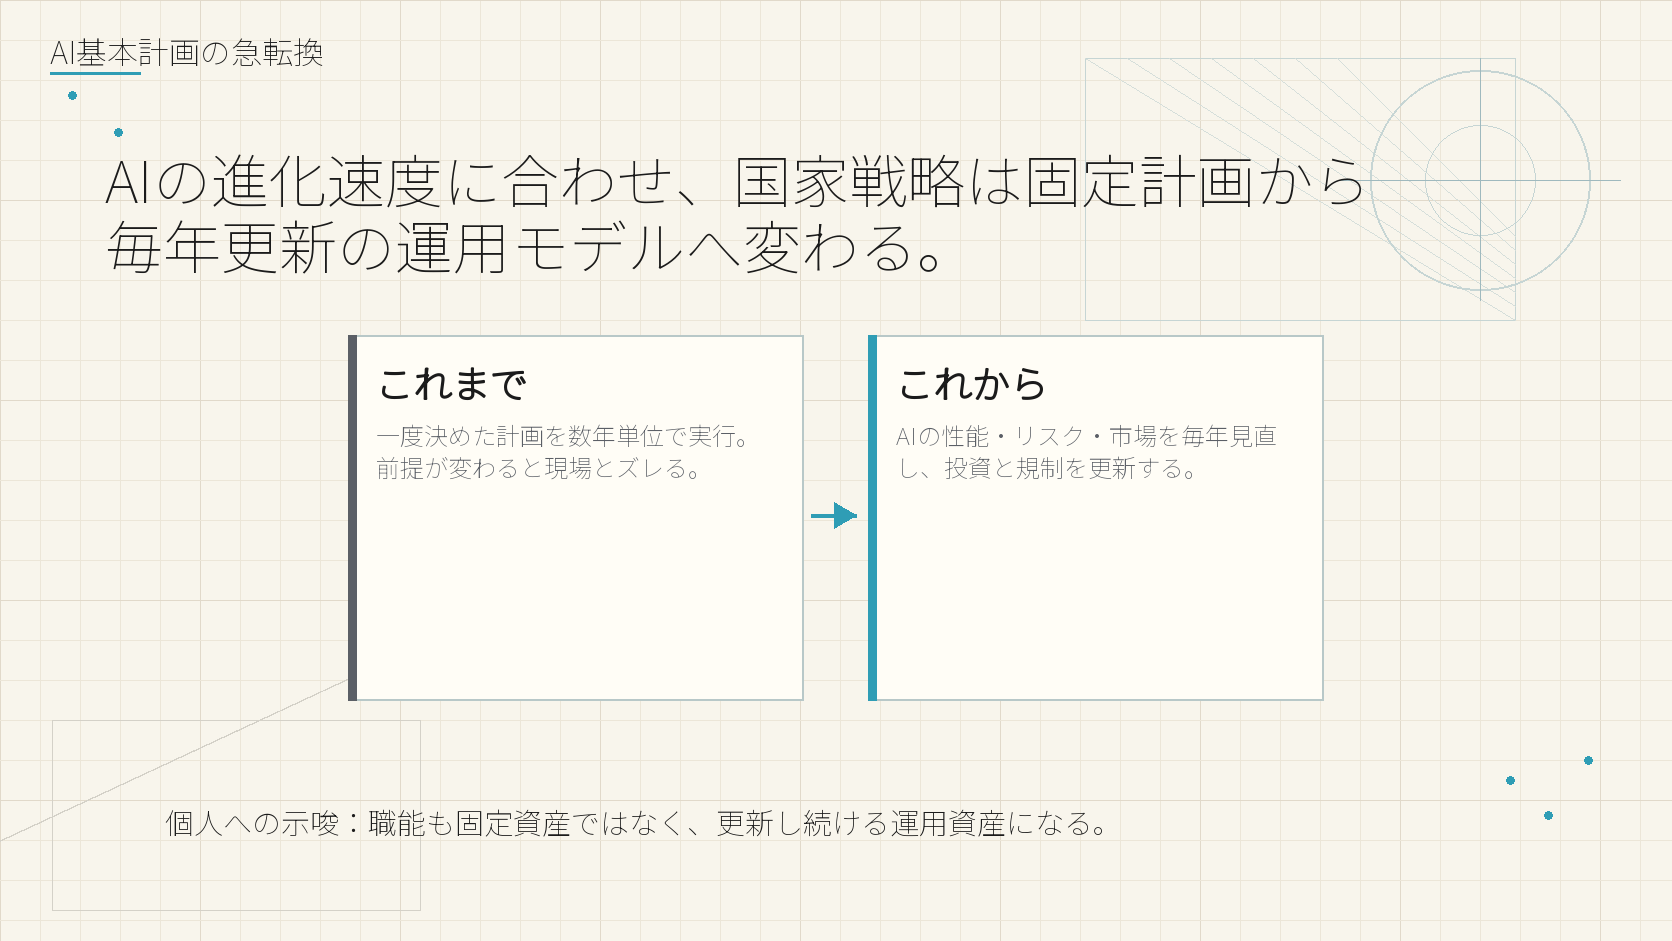 AI基本計画の急転換
AIの進化速度に合わせ、国家戦略は固定計画から
毎年更新の運用モデルへ変わる。
これまで
一度決めた計画を数年単位で実行。
前提が変わると現場とズレる。
これから
AIの性能・リスク・市場を毎年見直
し、投資と規制を更新する。
個人への示唆：職能も固定資産ではなく、更新し続ける運用資産になる。